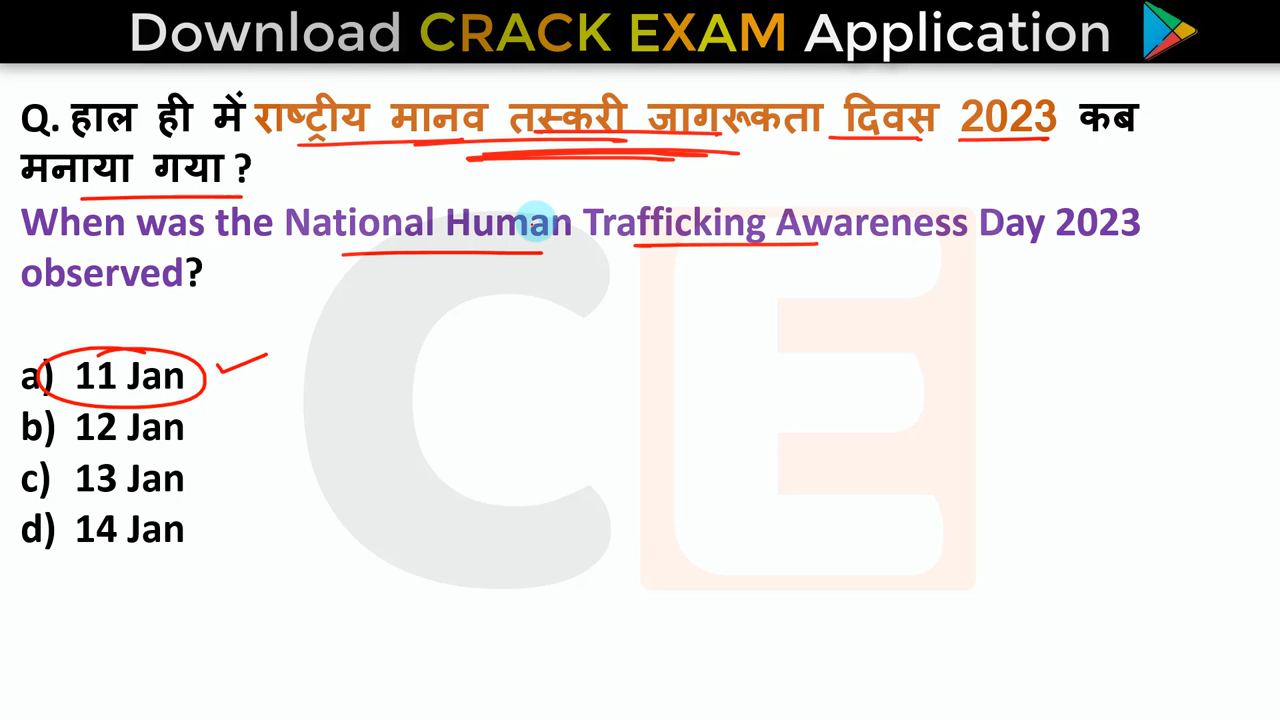 Download CRACK EXAM Application
Q. हाल ही में राष्ट्रीय मानव तस्करी जागरूकता दिवस 2023 कब
मनाया गया ?
When was the National Human Trafficking Awareness Day 2023
observed?
a) 11 Jan
b) 12 Jan
c) 13 Jan
d) 14 Jan
CE